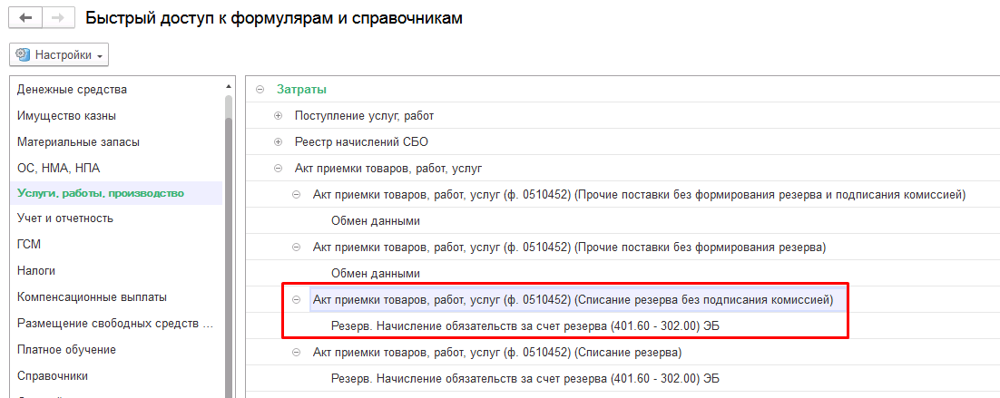 Быстрый доступ к формулярам и справочникам
Настройки
Денежные средства
Имущество казны
Материальные запасы
ОС, НМА, НПА
Услуги, работы, производство
Учет и отчетность
ГСМ
Налоги
Компенсационные выплаты
Размещение свободных средств ...
Платное обучение
Справочники
Затраты
Поступление услуг, работ
Реестр начислений СБО
Акт приемки товаров, работ, услуг
Акт приемки товаров, работ, услуг (ф. 0510452) (Прочие поставки без формирования резерва и подписания комиссией)
Обмен данными
Акт приемки товаров, работ, услуг (ф. 0510452) (Прочие поставки без формирования резерва)
Обмен данными
Акт приемки товаров, работ, услуг (ф. 0510452) (Списание резерва без подписания комиссией)
Резерв. Начисление обязательств за счет резерва (401.60 - 302.00) ЭБ
Акт приемки товаров, работ, услуг (ф. 0510452) (Списание резерва)
Резерв. Начисление обязательств за счет резерва (401.60 - 302.00) ЭБ